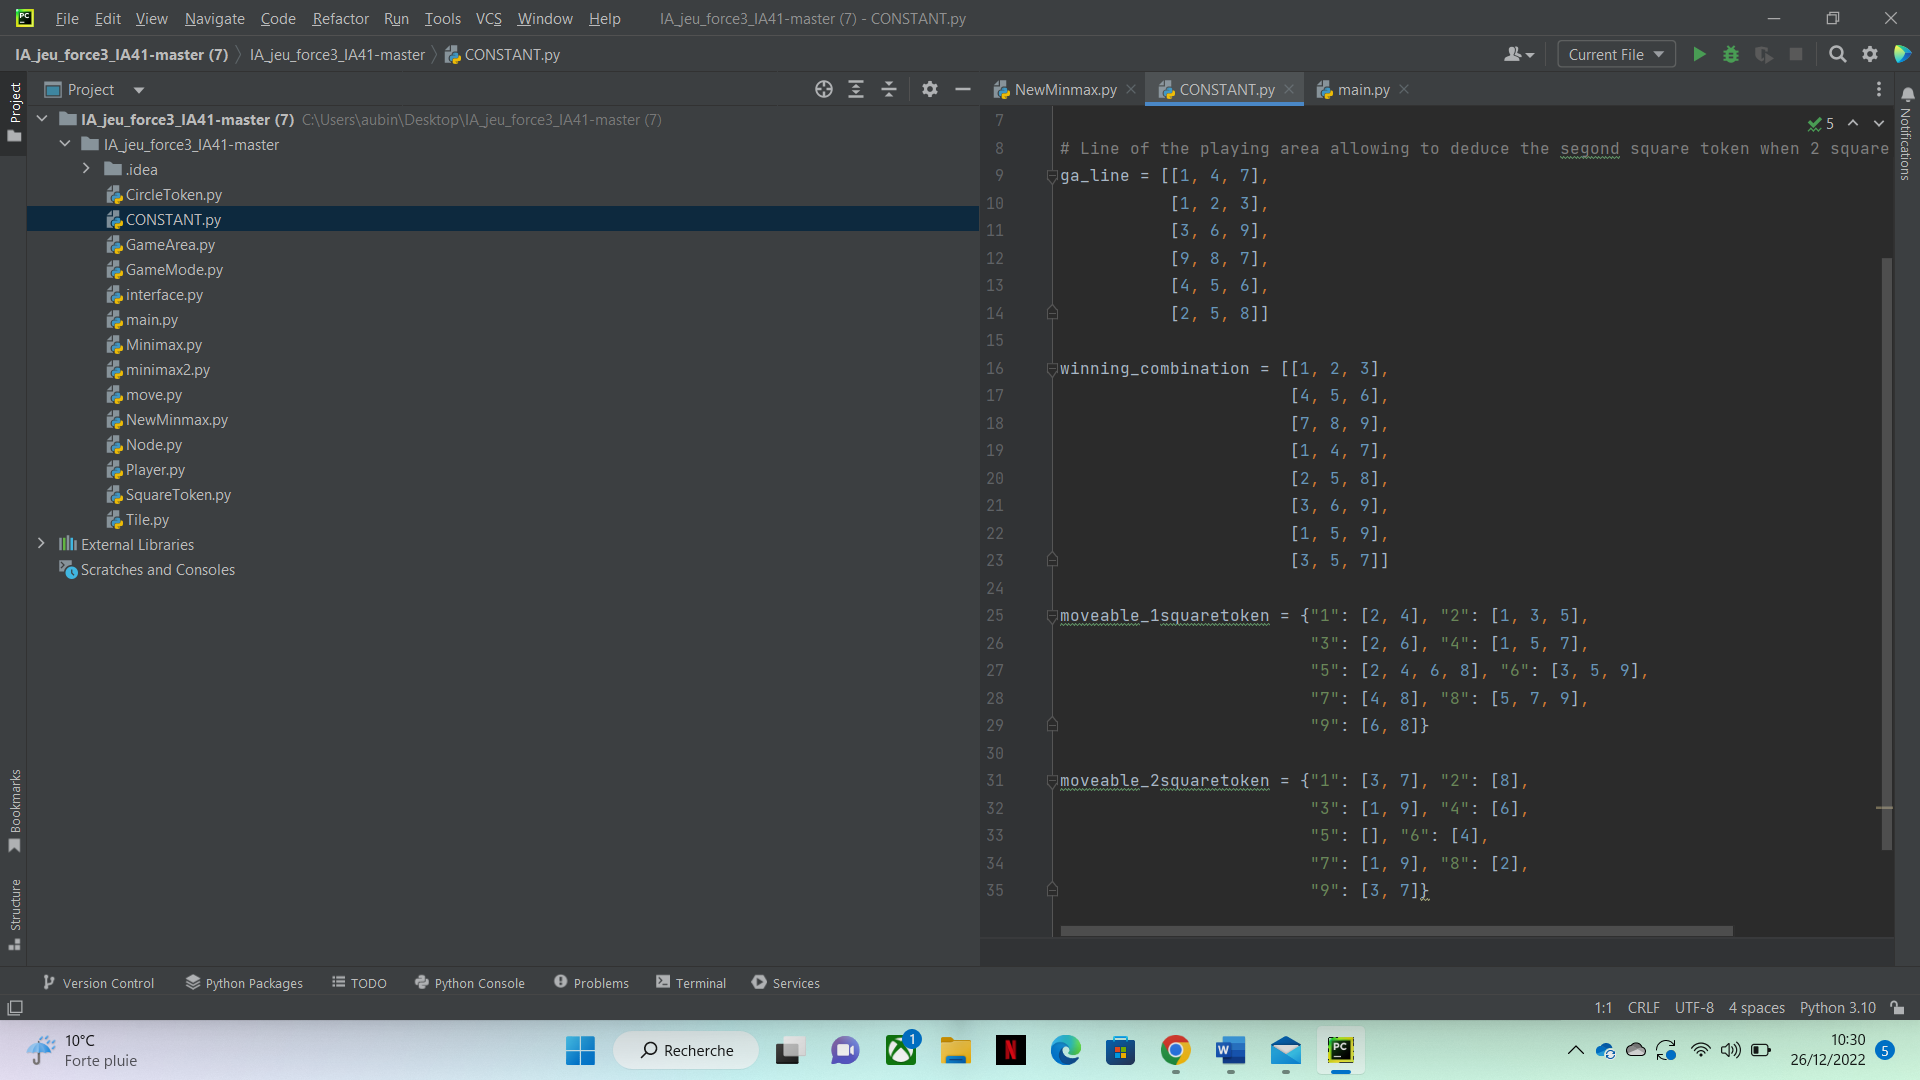 File Edit View Navigate Code Refactor Run Tools VCS Window Help IA_jeu_force3_IA41-master (7) - CONSTANT.py
IA_jeu_force3_IA41-master (7) IA_jeu_force3_IA41-master CONSTANT.py
Current File
Project
Project
IA_jeu_force3_IA41-master (7) C:\Users\aubin\Desktop\IA_jeu_force3_IA41-master (7)
IA_jeu_force3_IA41-master
.idea
CircleToken.py
CONSTANT.py
GameArea.py
GameMode.py
interface.py
main.py
Minimax.py
minimax2.py
move.py
NewMinmax.py
Node.py
Player.py
SquareToken.py
Tile.py
External Libraries
Scratches and Consoles
Bookmarks
Structure
NewMinmax.py CONSTANT.py main.py
5
Notifications
7
8 # Line of the playing area allowing to deduce the segond square token when 2 square
9 ga_line = [[1, 4, 7],
10 [1, 2, 3],
11 [3, 6, 9],
12 [9, 8, 7],
13 [4, 5, 6],
14 [2, 5, 8]]
15
16 winning_combination = [[1, 2, 3],
17 [4, 5, 6],
18 [7, 8, 9],
19 [1, 4, 7],
20 [2, 5, 8],
21 [3, 6, 9],
22 [1, 5, 9],
23 [3, 5, 7]]
24
25 moveable_1squaretoken = {"1": [2, 4], "2": [1, 3, 5],
26 "3": [2, 6], "4": [1, 5, 7],
27 "5": [2, 4, 6, 8], "6": [3, 5, 9],
28 "7": [4, 8], "8": [5, 7, 9],
29 "9": [6, 8]}
30
31 moveable_2squaretoken = {"1": [3, 7], "2": [8],
32 "3": [1, 9], "4": [6],
33 "5": [], "6": [4],
34 "7": [1, 9], "8": [2],
35 "9": [3, 7]}
Version Control Python Packages TODO Python Console Problems Terminal Services
1:1 CRLF UTF-8 4 spaces Python 3.10
10°C
Forte pluie
Recherche
1
N
W
PC
10:30
26/12/2022
5